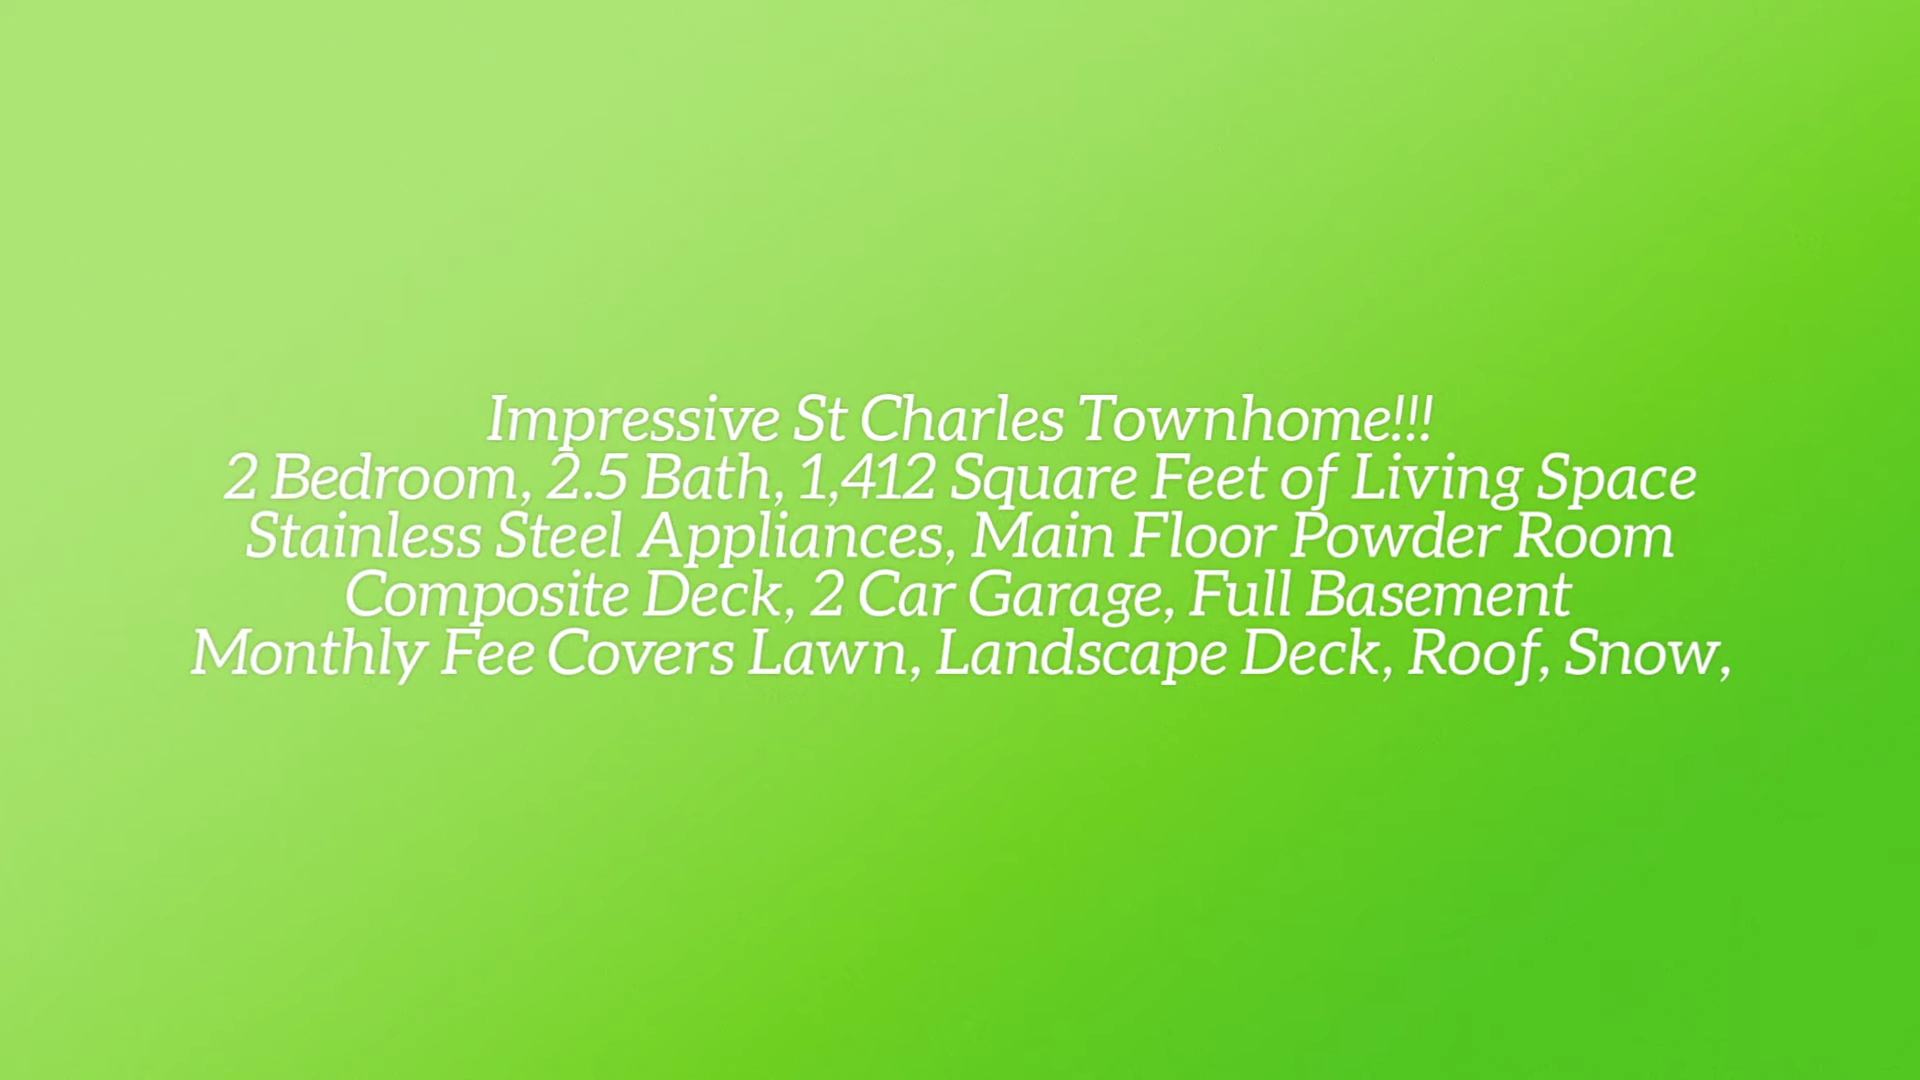 Impressive St Charles Townhome!!!
2 Bedroom, 2.5 Bath, 1,412 Square Feet of Living Space
Stainless Steel Appliances, Main Floor Powder Room
Composite Deck, 2 Car Garage, Full Basement
Monthly Fee Covers Lawn, Landscape Deck, Roof, Snow,